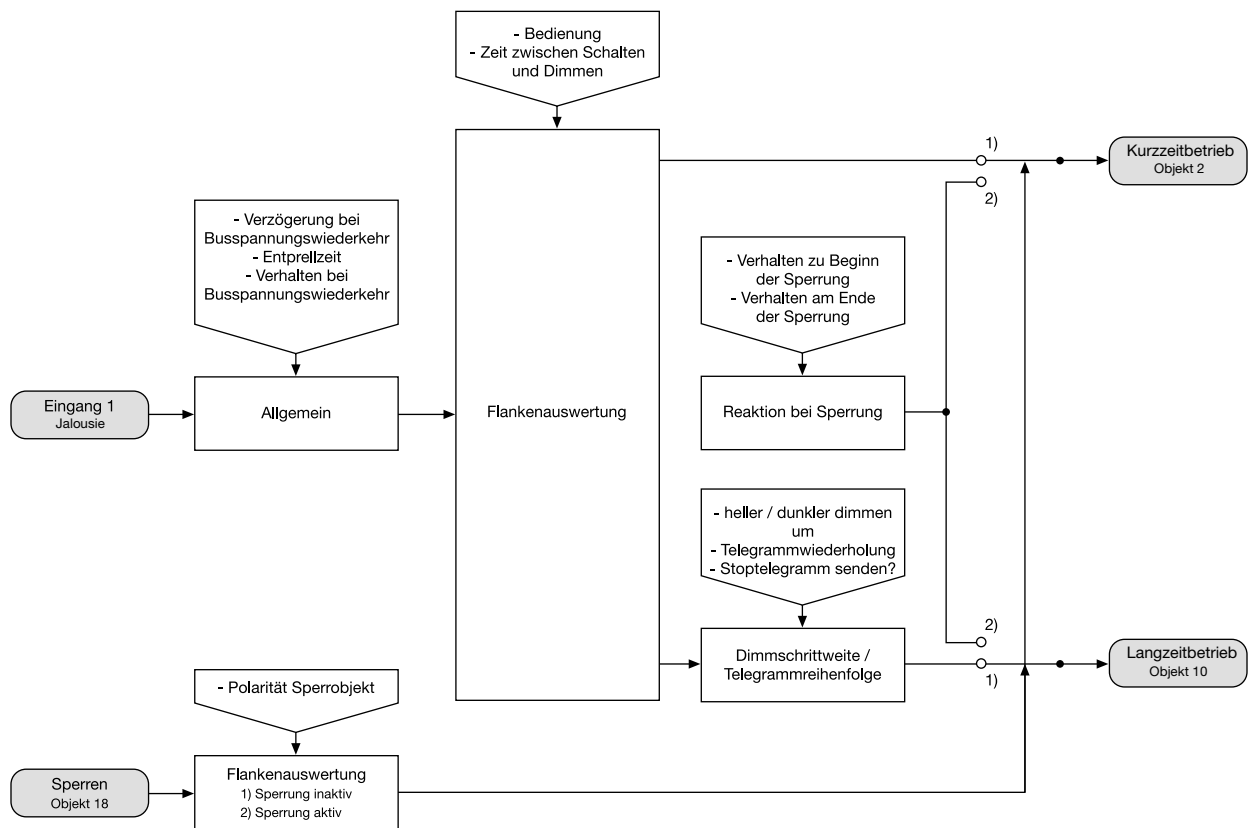 - Bedienung
- Zeit zwischen Schalten
und Dimmen
1)
Kurzzeitbetrieb
Objekt 2
2)
- Verzögerung bei
Busspannungswiederkehr
- Entprellzeit
- Verhalten bei
Busspannungswiederkehr
- Verhalten zu Beginn
der Sperrung
- Verhalten am Ende
der Sperrung
Eingang 1
Jalousie
Allgemein
Flankenauswertung
Reaktion bei Sperrung
- heller / dunkler dimmen
um
- Telegrammwiederholung
- Stoptelegramm senden?
2)
Dimmschrittweite /
Telegrammreihenfolge
1)
Langzeitbetrieb
Objekt 10
- Polarität Sperrobjekt
Sperren
Objekt 18
Flankenauswertung
1) Sperrung inaktiv
2) Sperrung aktiv